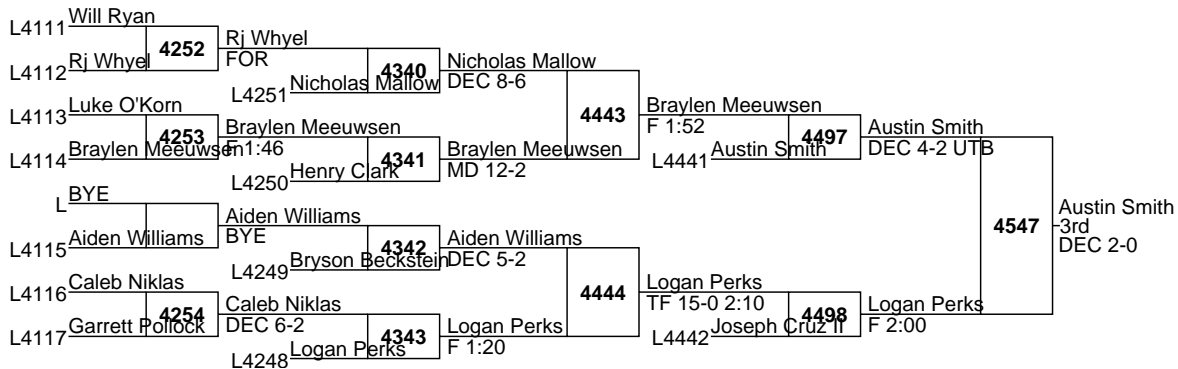 Will Ryan
L4111
4252
Rj Whyel
FOR
L4112
Rj Whyel
4340
Nicholas Mallow
DEC 8-6
L4251
Nicholas Mallow
L4113
Luke O'Korn
4253
Braylen Meeuwsen
F 1:46
L4114
Braylen Meeuwsen
4341
Braylen Meeuwsen
MD 12-2
L4250
Henry Clark
4443
Braylen Meeuwsen
F 1:52
L4441
Austin Smith
4497
Austin Smith
DEC 4-2 UTB
L
BYE
Aiden Williams
BYE
L4115
Aiden Williams
4342
Aiden Williams
DEC 5-2
L4249
Bryson Beckstein
L4116
Caleb Niklas
4254
Caleb Niklas
DEC 6-2
L4117
Garrett Pollock
4343
Logan Perks
F 1:20
L4248
Logan Perks
4444
Logan Perks
TF 15-0 2:10
L4442
Joseph Cruz II
4498
Logan Perks
F 2:00
4547
Austin Smith
3rd
DEC 2-0